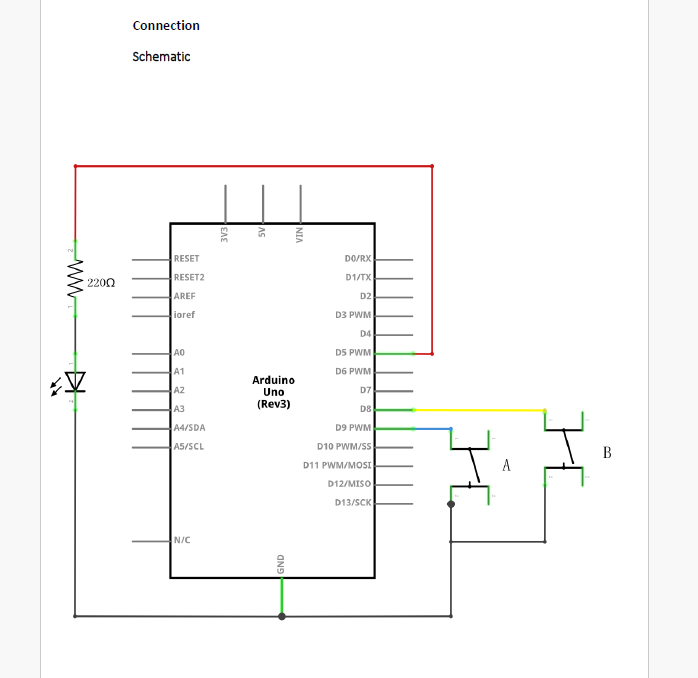 Connection
Schematic
3V3
5V
VIN
RESET
D0/RX
RESET2
D1/TX
AREF
D2
ioref
D3 PWM
D4
A0
D5 PWM
A1
D6 PWM
A2
D7
A3
D8
A4/SDA
D9 PWM
A5/SCL
D10 PWM/SS
D11 PWM/MOSI
D12/MISO
D13/SCK
N/C
GND
Arduino
Uno
(Rev3)
220Ω
A
B